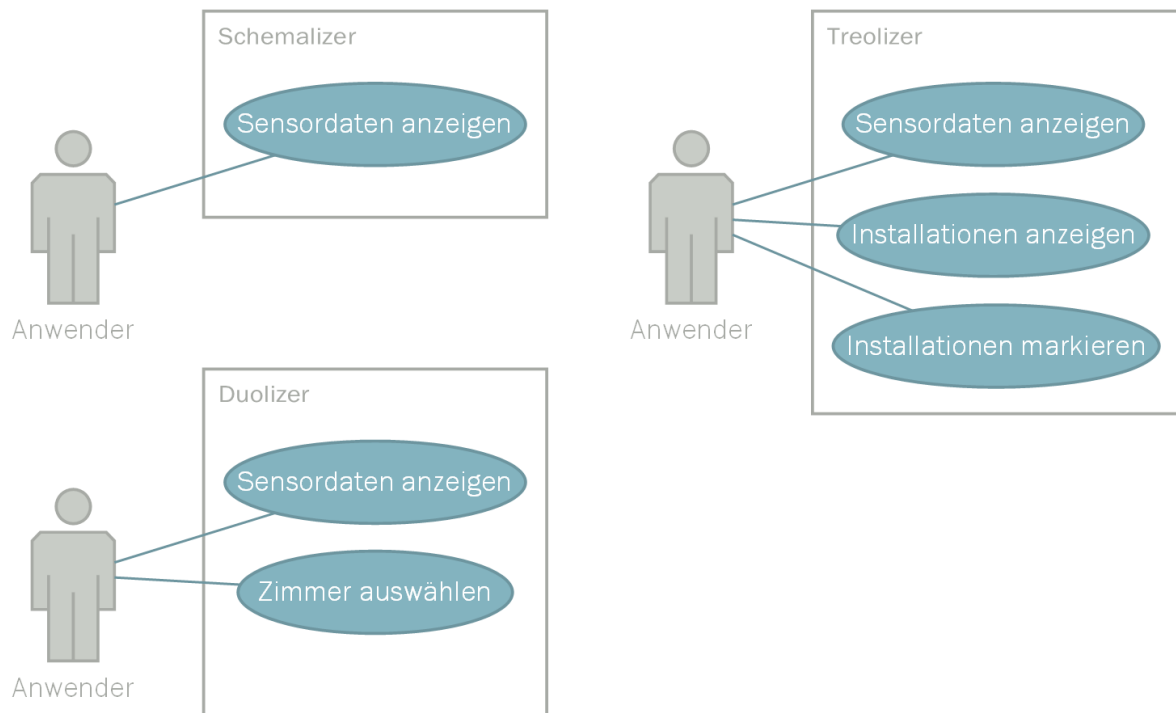 Schemalizer
Sensordaten anzeigen
Anwender
Treolizer
Sensordaten anzeigen
Installationen anzeigen
Installationen markieren
Anwender
Duolizer
Sensordaten anzeigen
Zimmer auswählen
Anwender